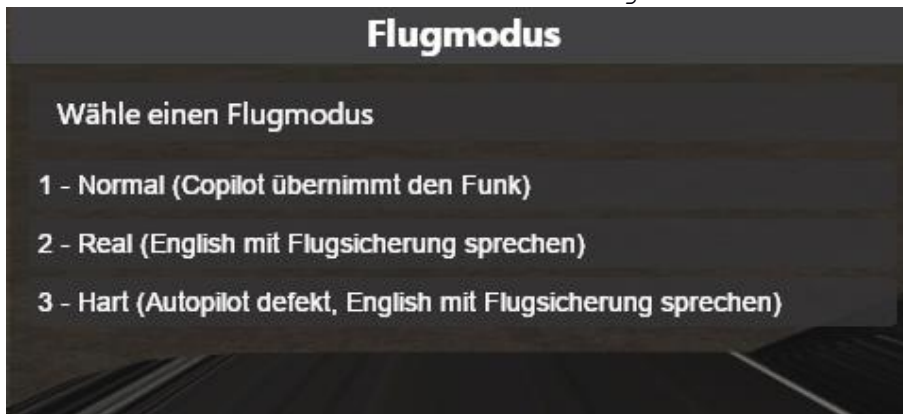 Flugmodus
Wähle einen Flugmodus
1 - Normal (Copilot übernimmt den Funk)
2 - Real (English mit Flugsicherung sprechen)
3 - Hart (Autopilot defekt, English mit Flugsicherung sprechen)